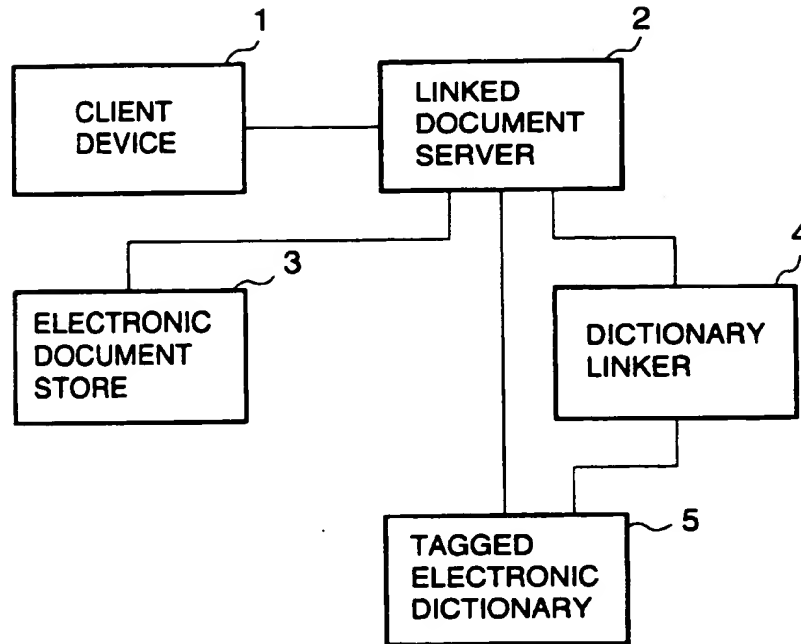 1
CLIENT
DEVICE
2
LINKED
DOCUMENT
SERVER
3
ELECTRONIC
DOCUMENT
STORE
4
DICTIONARY
LINKER
5
TAGGED
ELECTRONIC
DICTIONARY